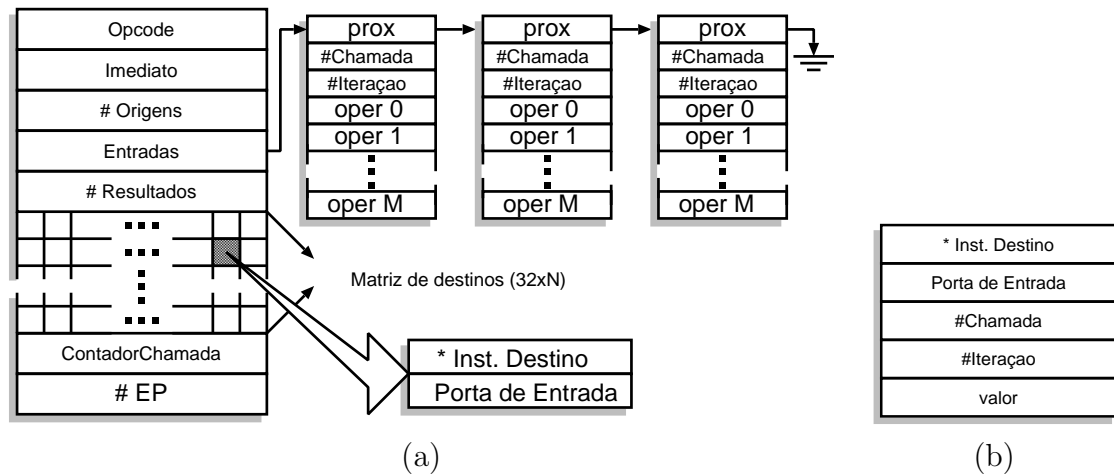 Opcode
Imediato
# Origens
Entradas
# Resultados
ContadorChamada
# EP
prox
#Chamada
#Iteraçao
oper 0
oper 1
oper M
prox
#Chamada
#Iteraçao
oper 0
oper 1
oper M
prox
#Chamada
#Iteraçao
oper 0
oper 1
oper M
Matriz de destinos (32xN)
* Inst. Destino
Porta de Entrada
(a)
* Inst. Destino
Porta de Entrada
#Chamada
#Iteraçao
valor
(b)